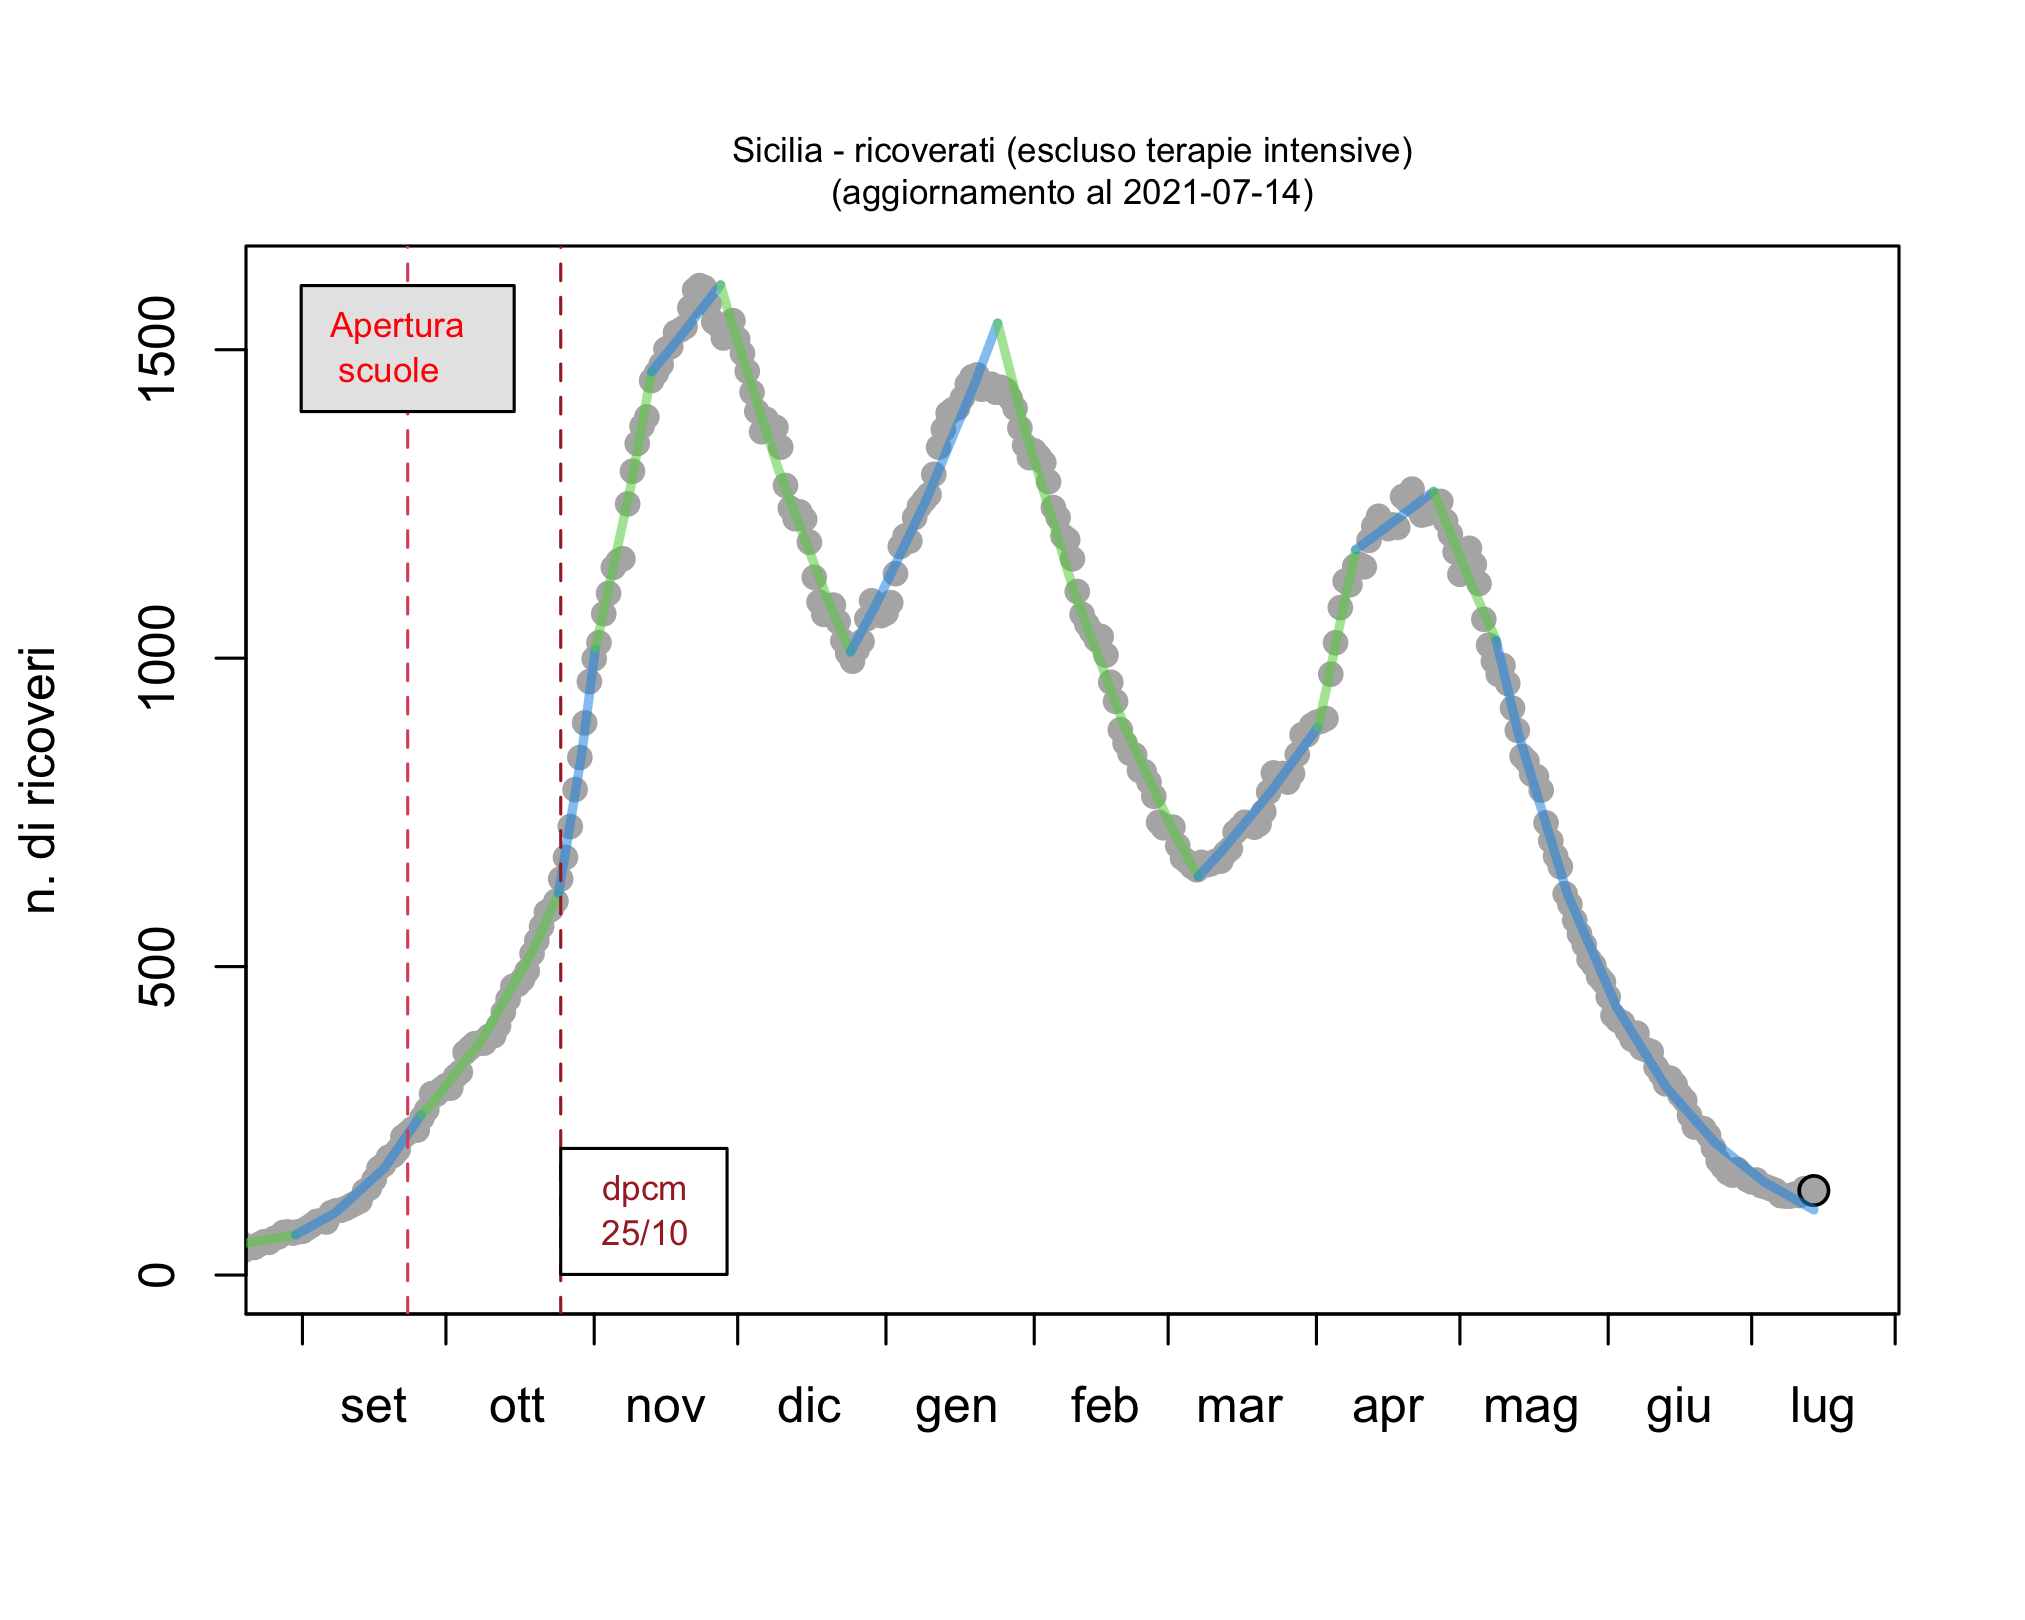 Sicilia - ricoverati (escluso terapie intensive)
(aggiornamento al 2021-07-14)
n. di ricoveri
1500
1000
500
0
Apertura
scuole
dpcm
25/10
set ott nov dic gen feb mar apr mag giu lug